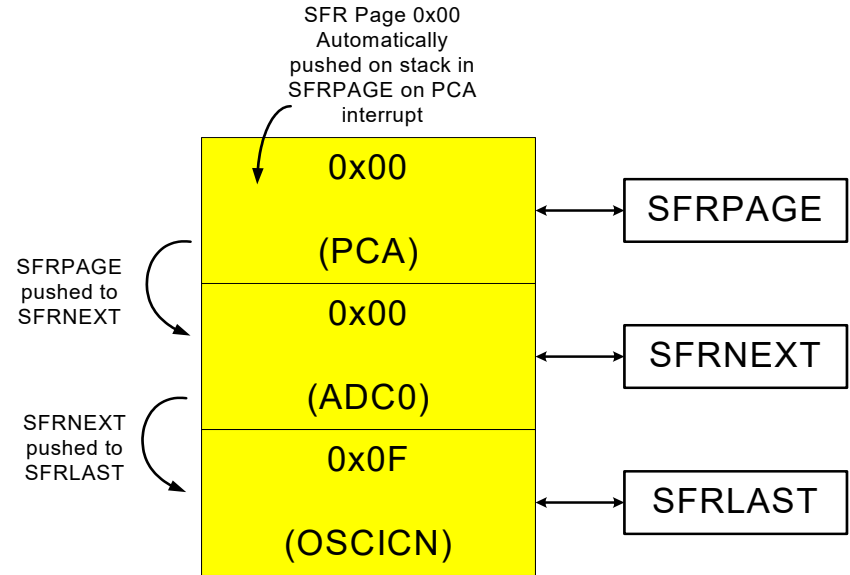 SFR Page 0x00
Automatically
pushed on stack in
SFRPAGE on PCA
interrupt
0x00
(PCA)
SFRPAGE
SFRPAGE
pushed to
SFRNEXT
0x00
(ADC0)
SFRNEXT
SFRNEXT
pushed to
SFRLAST
0x0F
(OSCICN)
SFRLAST